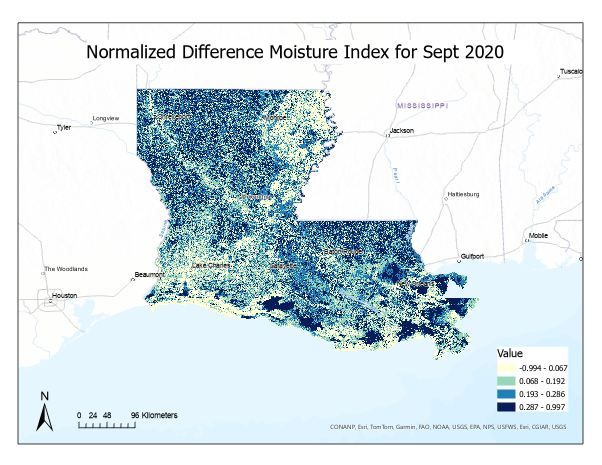 Normalized Difference Moisture Index for Sept 2020
Tuscalo
MISSISSIPPI
Longview
Tyler
Jackson
Pearl
Hattiesburg
Mobile
Gulfport
The Woodlands
Beaumont
Lake Charles
Houston
Value
-0.994 - 0.067
0.068 - 0.192
0.193 - 0.286
0.287 - 0.997
N
0 24 48 96 Kilometers
CONANP, Esri, TomTom, Garmin, FAO, NOAA, USGS, EPA, NPS, USFWS, Esri, CGIAR, USGS